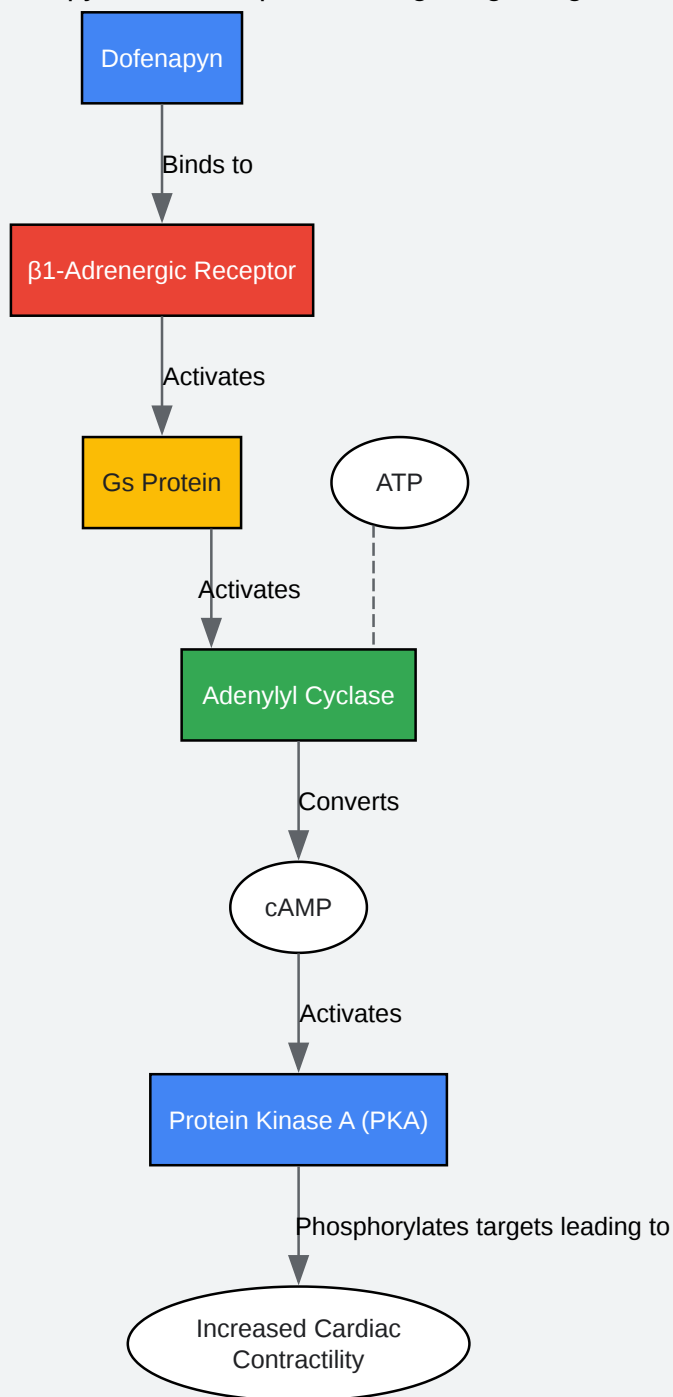 Dofenapyn
Binds to
β1-Adrenergic Receptor
Activates
Gs Protein
ATP
Activates
Adenylyl Cyclase
Converts
cAMP
Activates
Protein Kinase A (PKA)
Phosphorylates targets leading to
Increased Cardiac
Contractility